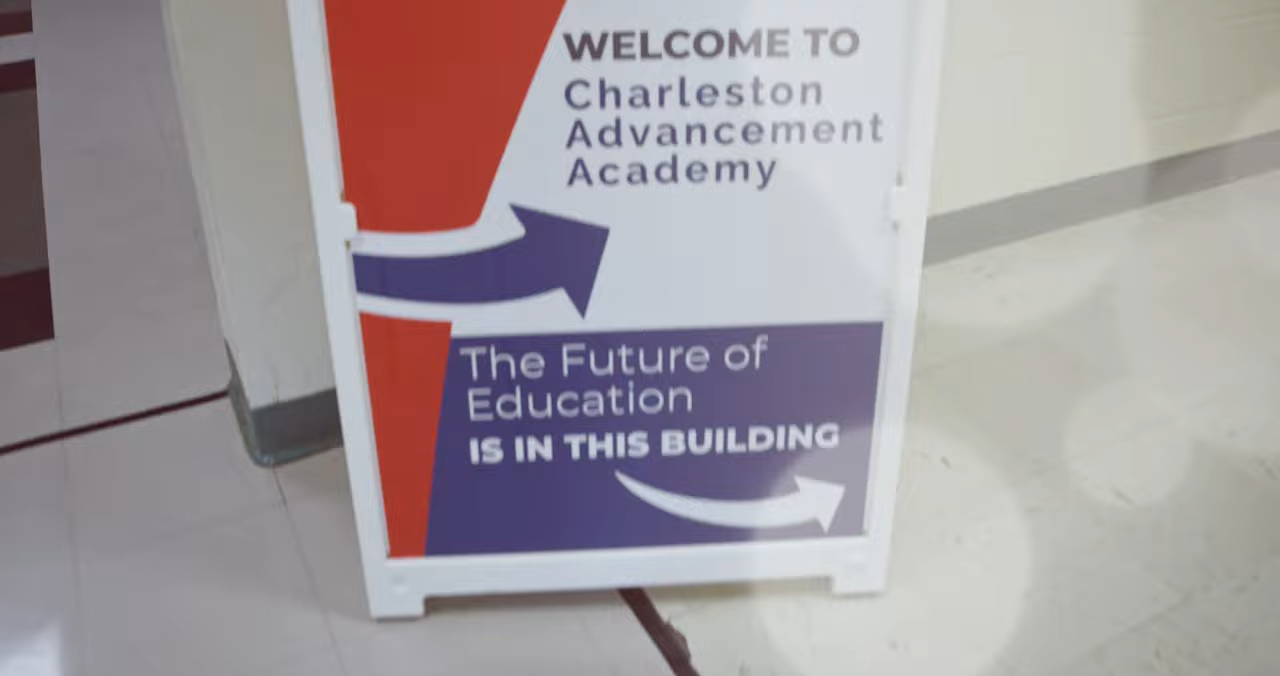 WELCOME TO
Charleston
Advancement
Academy
The Future of
Education
IS IN THIS BUILDING